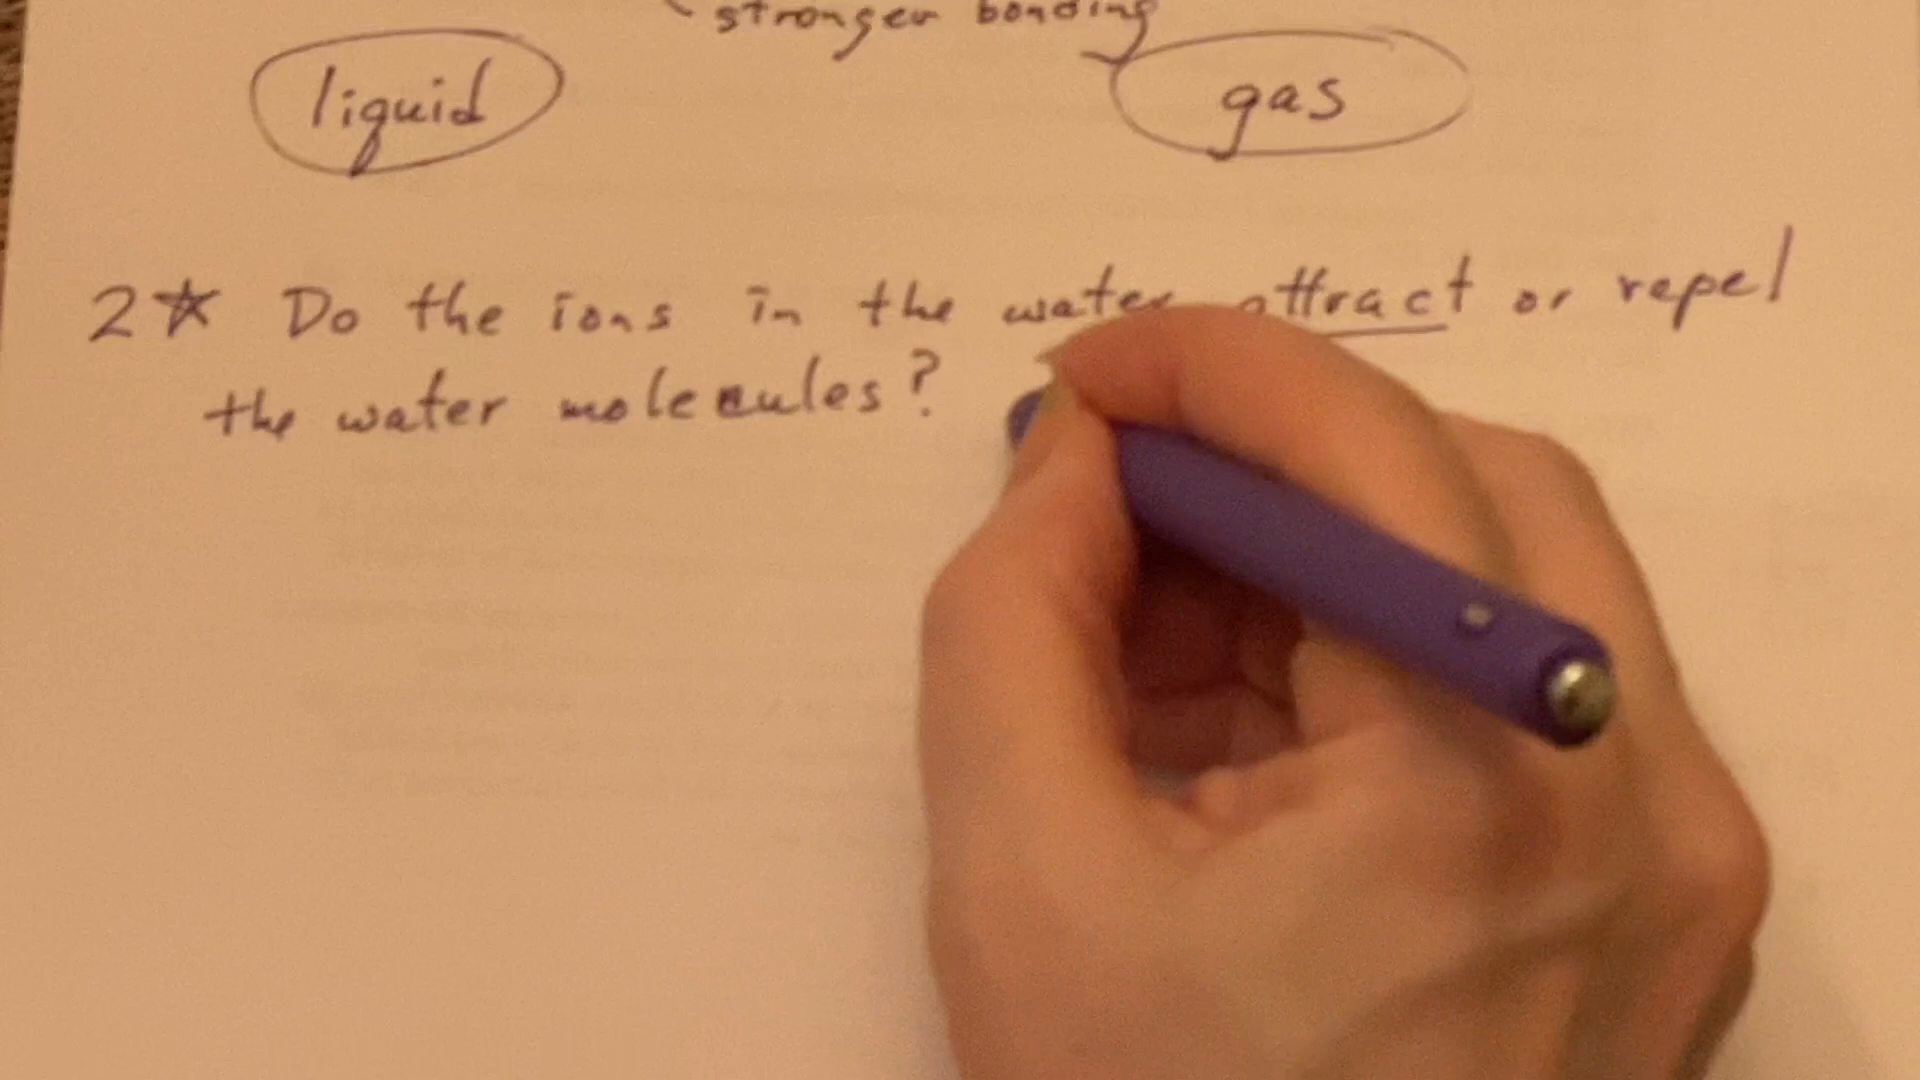 stronger bonding
liquid gas
2☆ Do the ions in the water attract or repel
the water molecules?